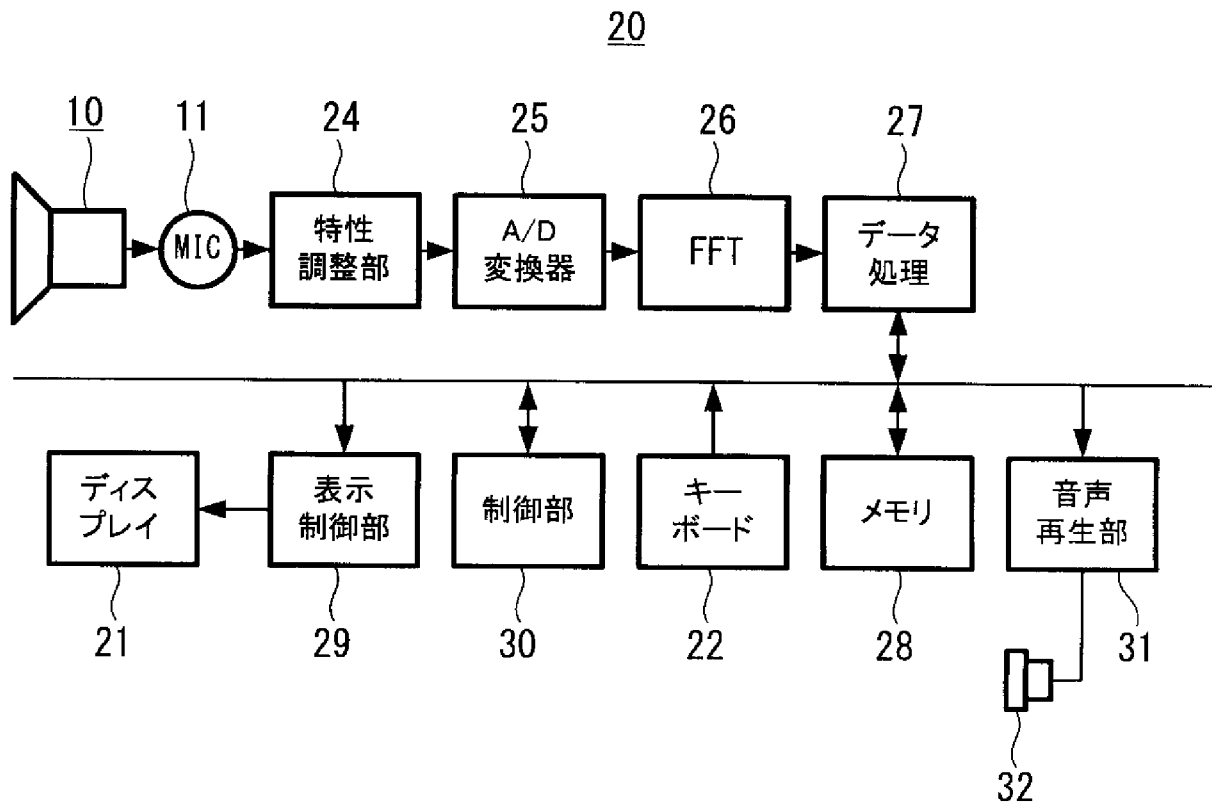 20
10
11
24
25
26
27
MIC
特性
調整部
A/D
変換器
FFT
データ
処理
ディス
プレイ
表示
制御部
制御部
キー
ボード
メモリ
音声
再生部
21
29
30
22
28
31
32